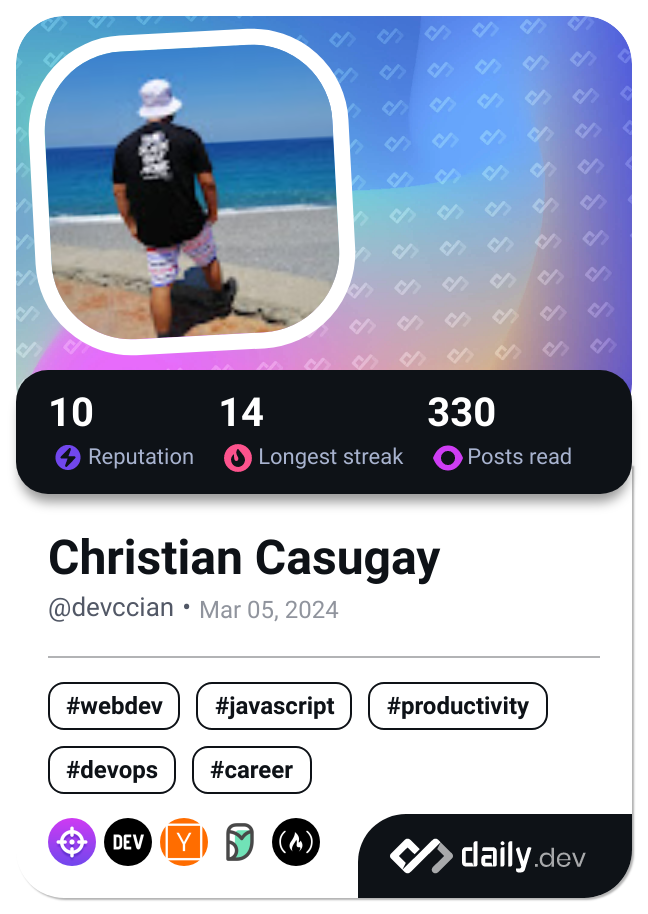 10 14 330
Reputation Longest streak Posts read
Christian Casugay
@devccian • Mar 05, 2024
#webdev #javascript #productivity
#devops #career
DEV Y
daily.dev